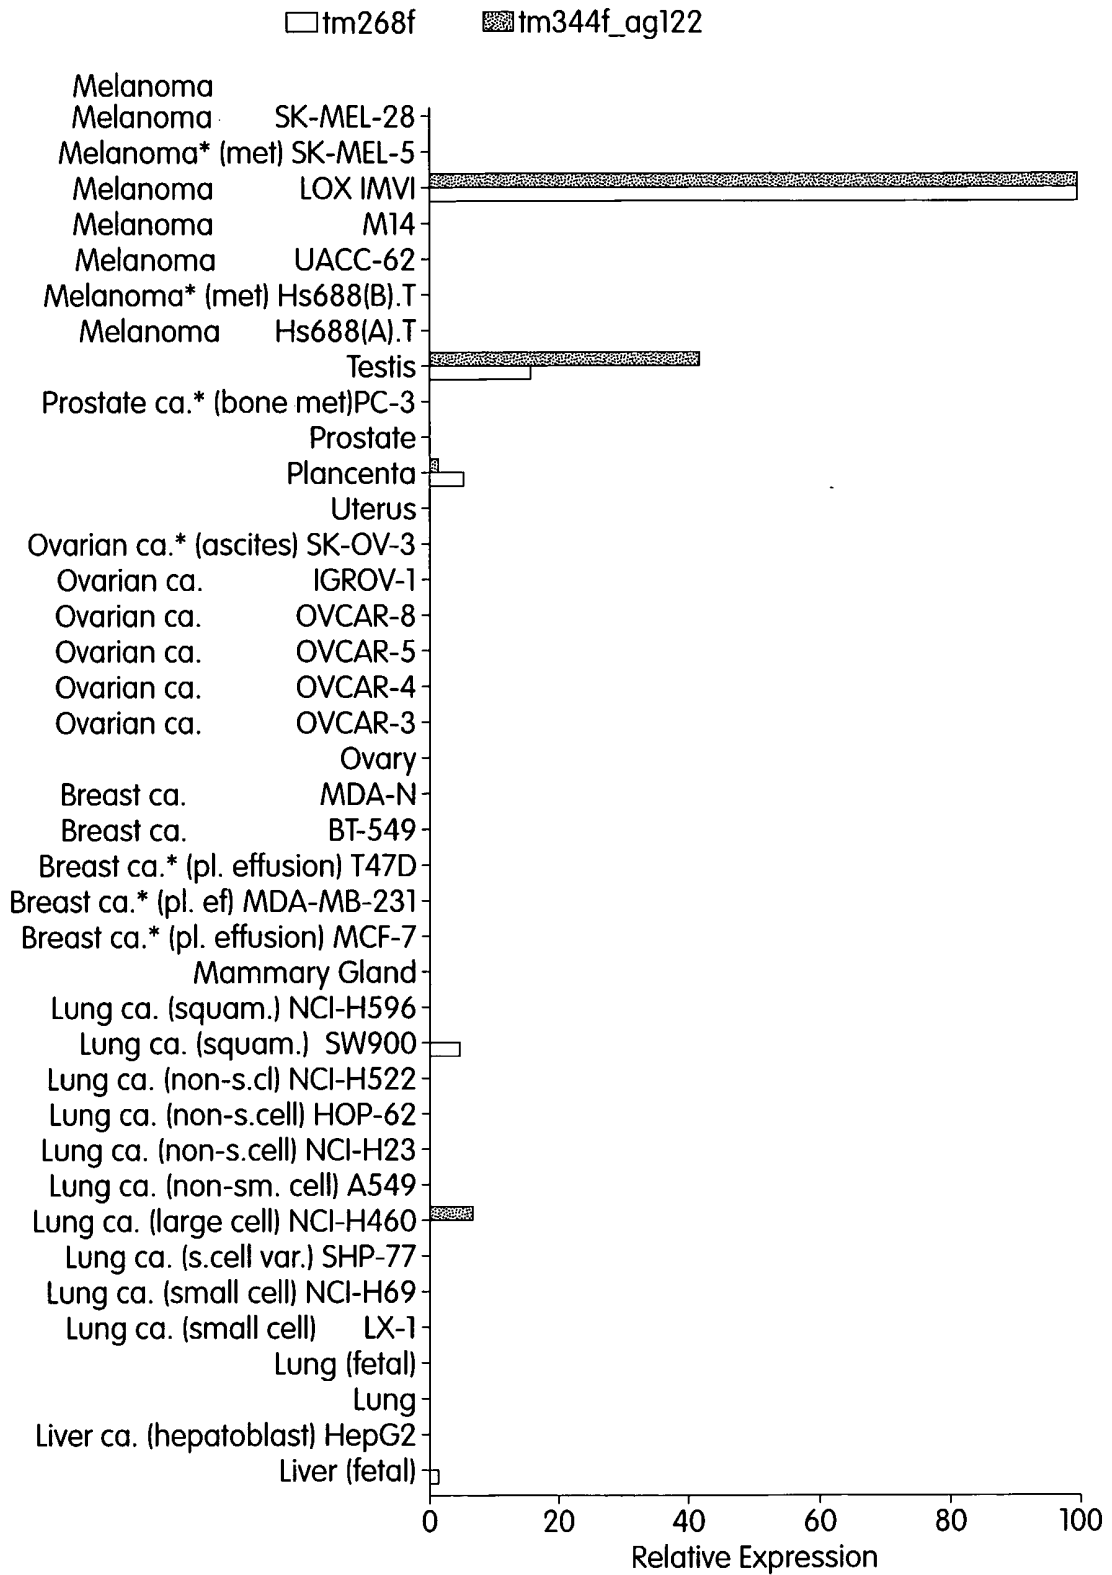 tm268f tm344f_ag122
Melanoma
Melanoma SK-MEL-28
Melanoma* (met) SK-MEL-5
Melanoma LOX IMVI
Melanoma M14
Melanoma UACC-62
Melanoma* (met) Hs688(B).T
Melanoma Hs688(A).T
Testis
Prostate ca.* (bone met)PC-3
Prostate
Plancenta
Uterus
Ovarian ca.* (ascites) SK-OV-3
Ovarian ca. IGROV-1
Ovarian ca. OVCAR-8
Ovarian ca. OVCAR-5
Ovarian ca. OVCAR-4
Ovarian ca. OVCAR-3
Ovary
Breast ca. MDA-N
Breast ca. BT-549
Breast ca.* (pl. effusion) T47D
Breast ca.* (pl. ef) MDA-MB-231
Breast ca.* (pl. effusion) MCF-7
Mammary Gland
Lung ca. (squam.) NCI-H596
Lung ca. (squam.) SW900
Lung ca. (non-s.cl) NCI-H522
Lung ca. (non-s.cell) HOP-62
Lung ca. (non-s.cell) NCI-H23
Lung ca. (non-sm. cell) A549
Lung ca. (large cell) NCI-H460
Lung ca. (s.cell var.) SHP-77
Lung ca. (small cell) NCI-H69
Lung ca. (small cell) LX-1
Lung (fetal)
Lung
Liver ca. (hepatoblast) HepG2
Liver (fetal)
0 20 40 60 80 100
Relative Expression